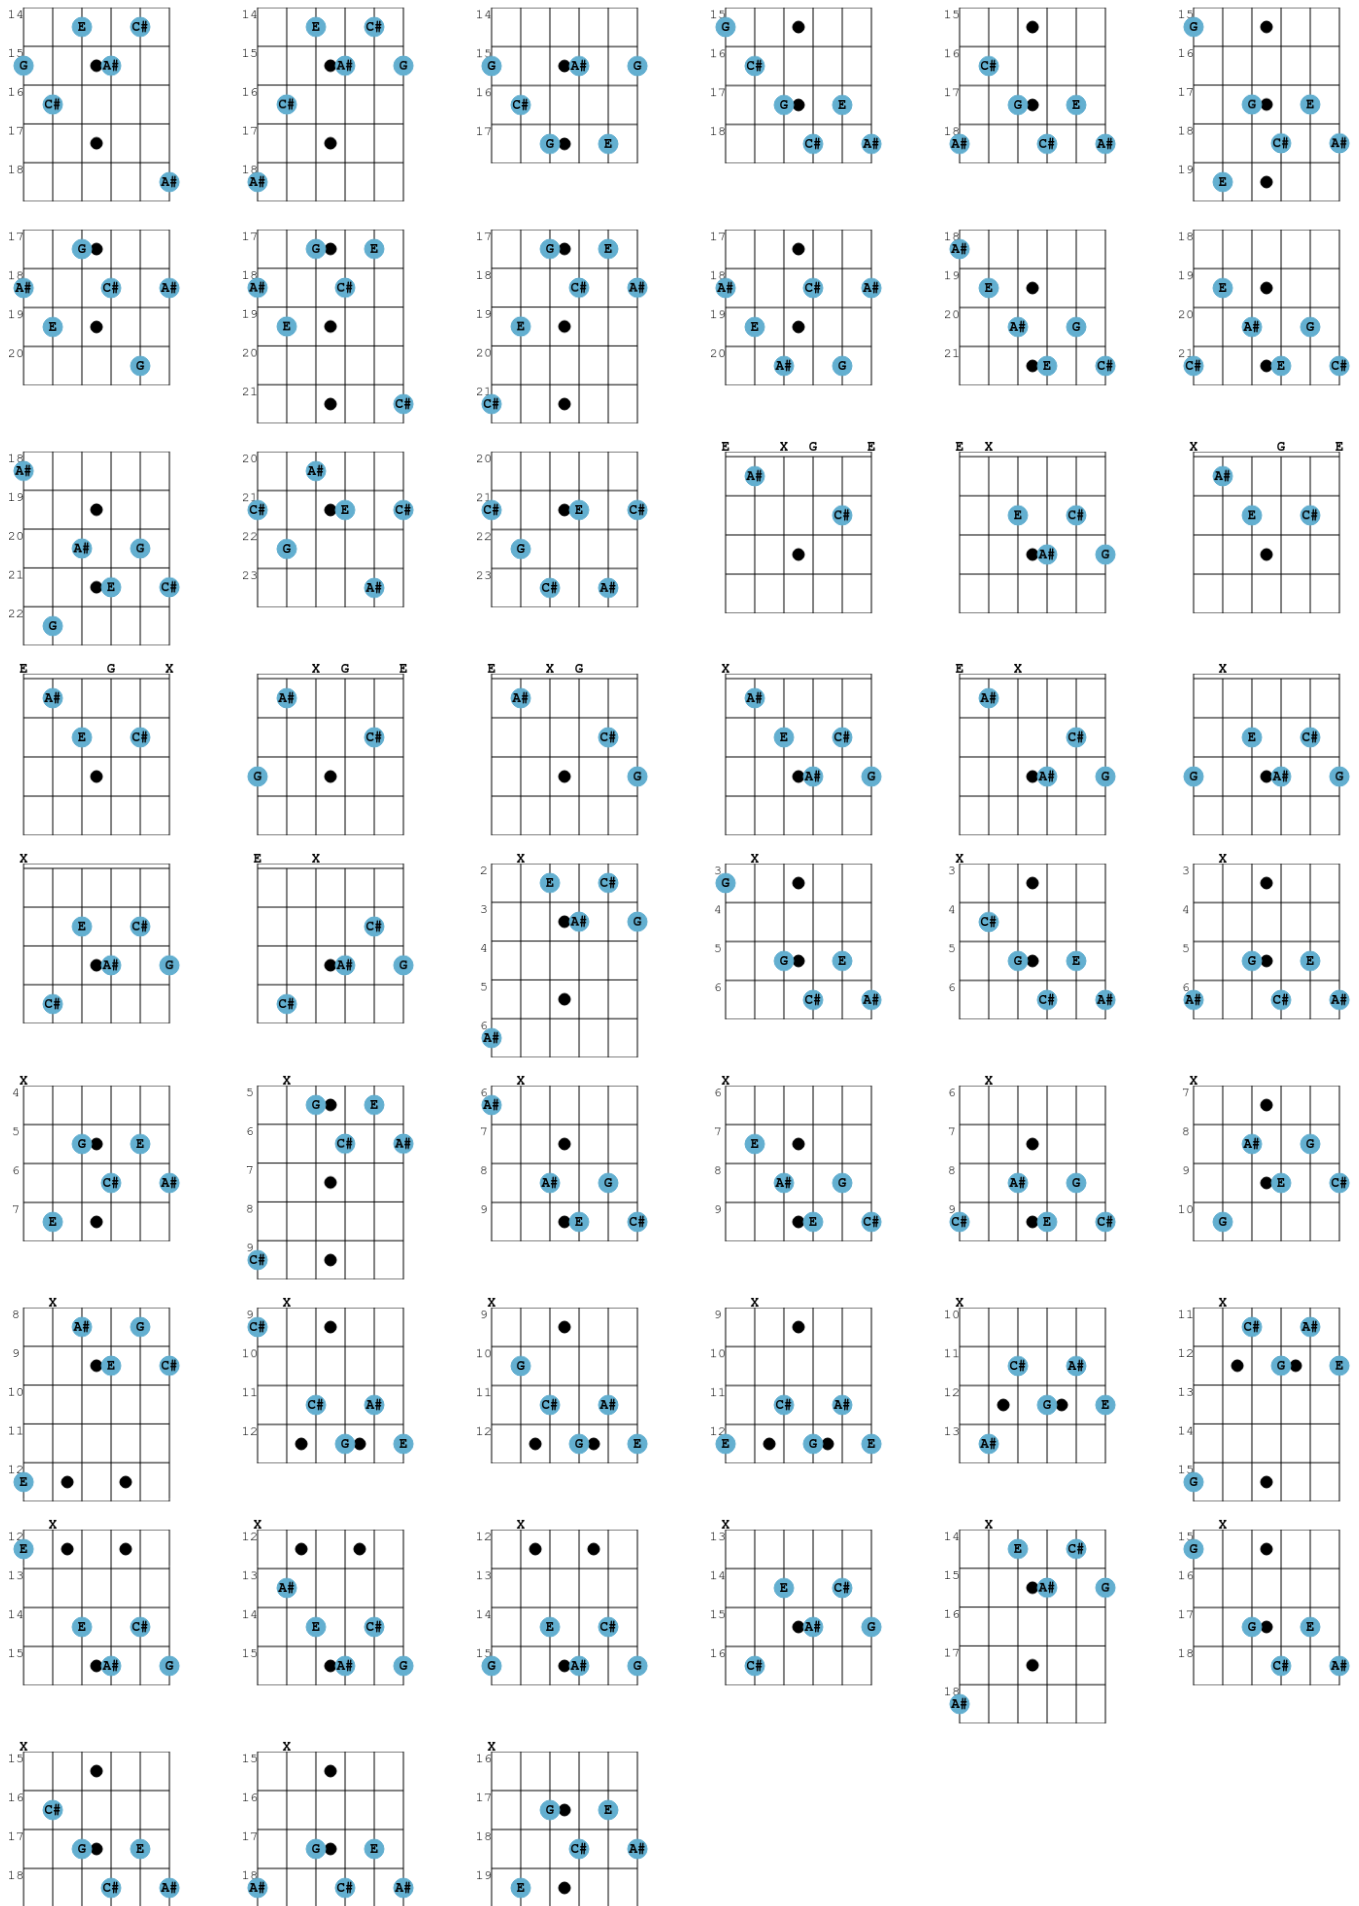 14 14 14 15 15 15
E C# E C# G G
15 15 15 16 16 16
G A# A# G G A# G C# C#
16 16 16 17 17 17
C# C# C# G E G E G E
17 17 17 18 18 18
G E C# A# A# C# A# C# A#
18 18 19
A# A# E
17 17 17 17 18 18
G G E G E A#
18 18 18 18 19 19
A# C# A# A# C# C# A# A# C# A# E E
19 19 19 19 20 20
E E E E A# G A# G
20 20 20 20 21 21
G A# G E C# C# E C#
21 21
C# C#
18 20 20 E X G E E X X G E
A# A# A# A#
19 21 21
C# E C# C# E C# C# E C# E C#
20 22 22
A# G G G A# G
21 23 23
E C# A# C# A#
22
G
E G X X G E E X G X E X X
A# A# A# A# A#
E C# C# C# E C# C# E C#
G G A# G A# G G A# G
X E X X X X X
2 3 3 3
E C# G
E C# C# 3 4 4 4
A# G C#
A# G A# G 4 5 5 5
G E G E G E
C# C# 5 6 6 6
C# A# C# A# A# C# A#
6
A#
X X X X X X
4 5 6 6 6 7
G E A#
5 6 7 7 7 8
G E C# A# E A# G
6 7 8 8 8 9
C# A# A# G A# G A# G E C#
7 8 9 9 9 10
E E C# E C# C# E C# G
9
C#
X X X X X X
8 9 9 9 10 11
A# G C# C# A#
9 10 10 10 11 12
E C# G C# A# G E
10 11 11 11 12 13
C# A# C# A# C# A# G E
11 12 12 12 13 14
G E G E E G E A#
12 15
E G
X X X X X X
12 12 12 13 14 15
E E C# G
13 13 13 14 15 16
A# E C# A# G
14 14 14 15 16 17
E C# E C# E C# A# G G E
15 15 15 16 17 18
A# G A# G G A# G C# C# A#
18
A#
X X X
15 15 16
16 16 17
C# G E
17 17 18
G E G E C# A#
18 18 19
C# A# A# C# A# E